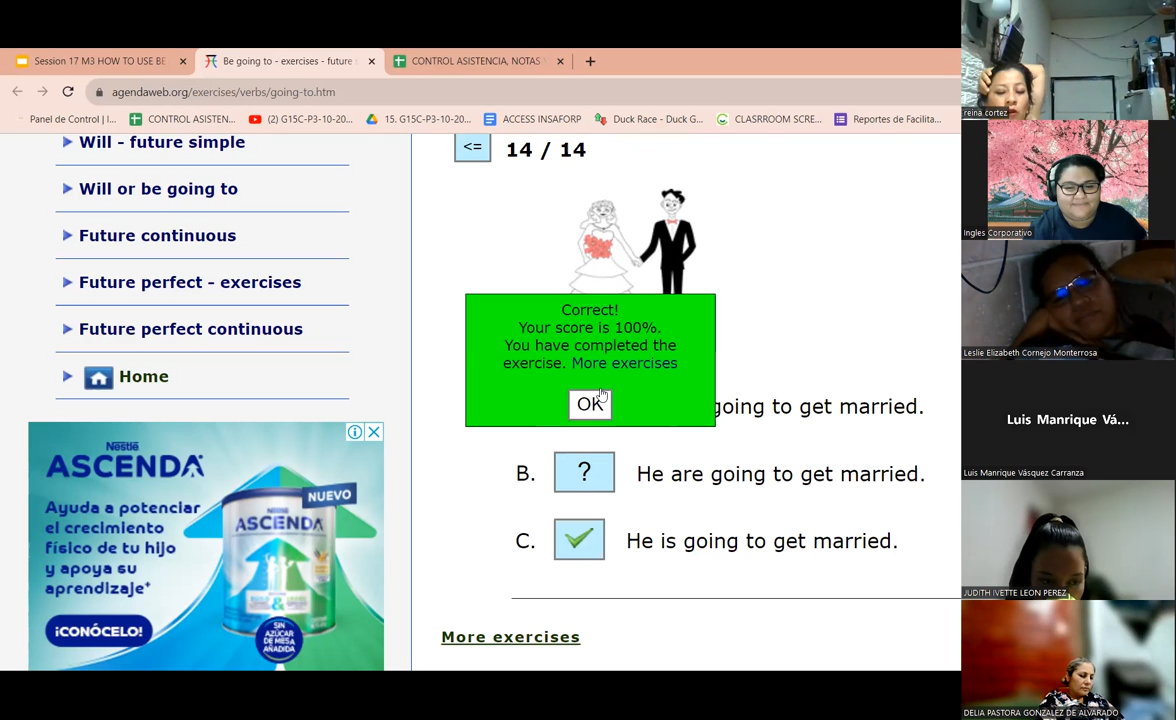 Session 17 M3 HOW TO USE BE
Be going to - exercises - future
CONTROL ASISTENCIA, NOTAS
agendaweb.org/exercises/verbs/going-to.htm
Panel de Control | I...
CONTROL ASISTEN...
(2) G15C-P3-10-20...
15. G15C-P3-10-20...
ACCESS INSAFORP
Duck Race - Duck G...
CLASRROOM SCRE...
Reportes de Facilita...
Will - future simple
Will or be going to
Future continuous
Future perfect - exercises
Future perfect continuous
Home
Nestlé
ASCENDA
Ayuda a potenciar
el crecimiento
físico de tu hijo
y apoya su
aprendizaje+
¡CONÓCELO!
NUEVO
ASCENDA
SIN
AZÚCAR
DE MESA
AÑADIDA
<= 14 / 14
Correct!
Your score is 100%.
You have completed the
exercise. More exercises
OK
going to get married.
B. ? He are going to get married.
C. He is going to get married.
More exercises
reina cortez
Ingles Corporativo
Leslie Elizabeth Cornejo Monterrosa
Luis Manrique Vá...
Luis Manrique Vásquez Carranza
JUDITH IVETTE LEON PEREZ
DELIA PASTORA GONZALEZ DE ALVARADO